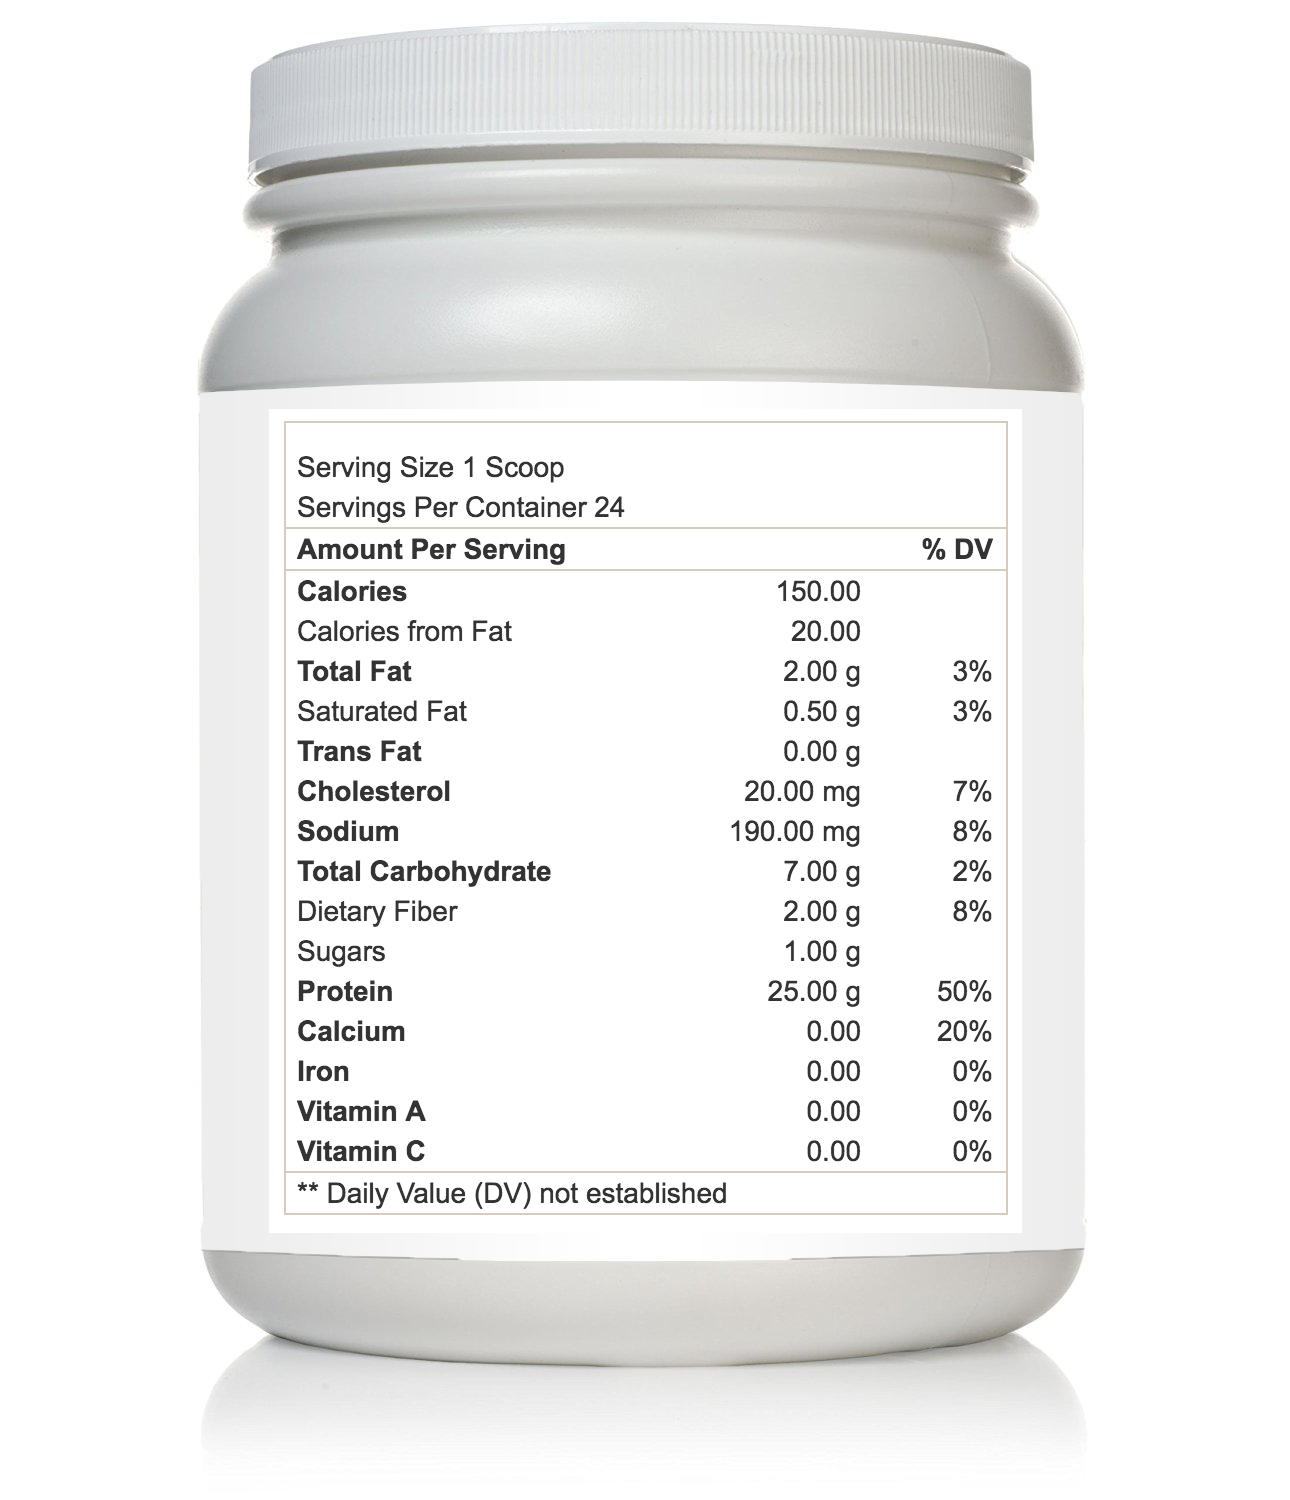 Serving Size 1 Scoop
Servings Per Container 24
Amount Per Serving % DV
Calories 150.00
Calories from Fat 20.00
Total Fat 2.00 g 3%
Saturated Fat 0.50 g 3%
Trans Fat 0.00 g
Cholesterol 20.00 mg 7%
Sodium 190.00 mg 8%
Total Carbohydrate 7.00 g 2%
Dietary Fiber 2.00 g 8%
Sugars 1.00 g
Protein 25.00 g 50%
Calcium 0.00 20%
Iron 0.00 0%
Vitamin A 0.00 0%
Vitamin C 0.00 0%
** Daily Value (DV) not established